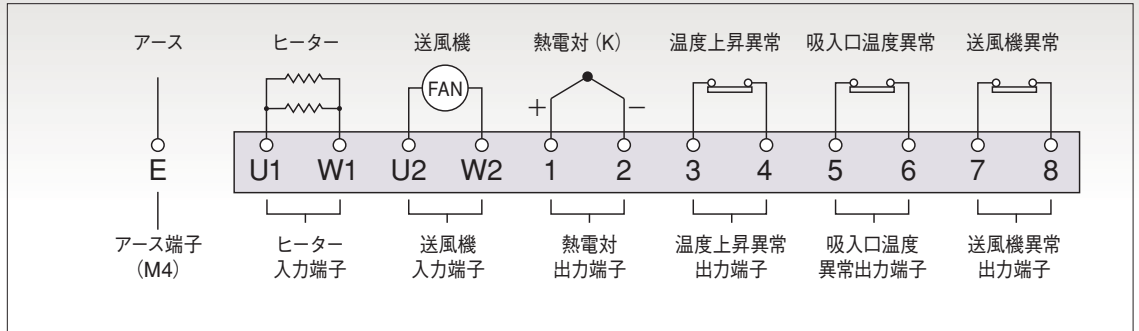 アース ヒーター 送風機 熱電対（K） 温度上昇異常 吸入口温度異常 送風機異常
FAN
+ −
E U1 W1 U2 W2 1 2 3 4 5 6 7 8
アース端子 ヒーター 送風機 熱電対 温度上昇異常 吸入口温度 送風機異常
（M4） 入力端子 入力端子 出力端子 出力端子 異常出力端子 出力端子